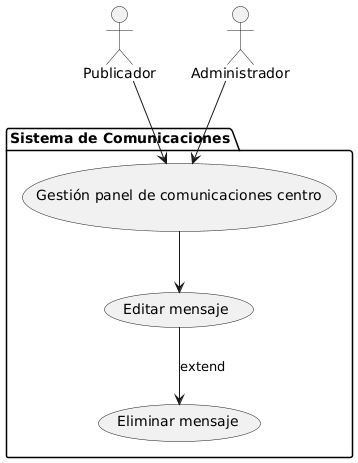 Publicador
Administrador
Sistema de Comunicaciones
Gestión panel de comunicaciones centro
Editar mensaje
extend
Eliminar mensaje